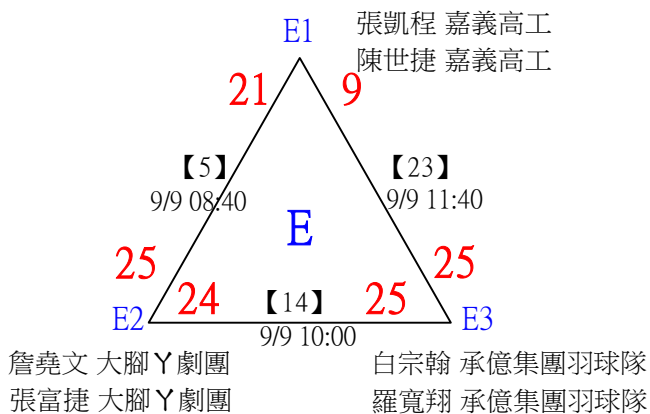 E1
張凱程 嘉義高工
陳世捷 嘉義高工
21
9
【5】
9/9 08:40
【23】
9/9 11:40
E
25
25
24
25
【14】
9/9 10:00
E2
E3
詹堯文 大腳丫劇團
張富捷 大腳丫劇團
白宗翰 承億集團羽球隊
羅寬翔 承億集團羽球隊